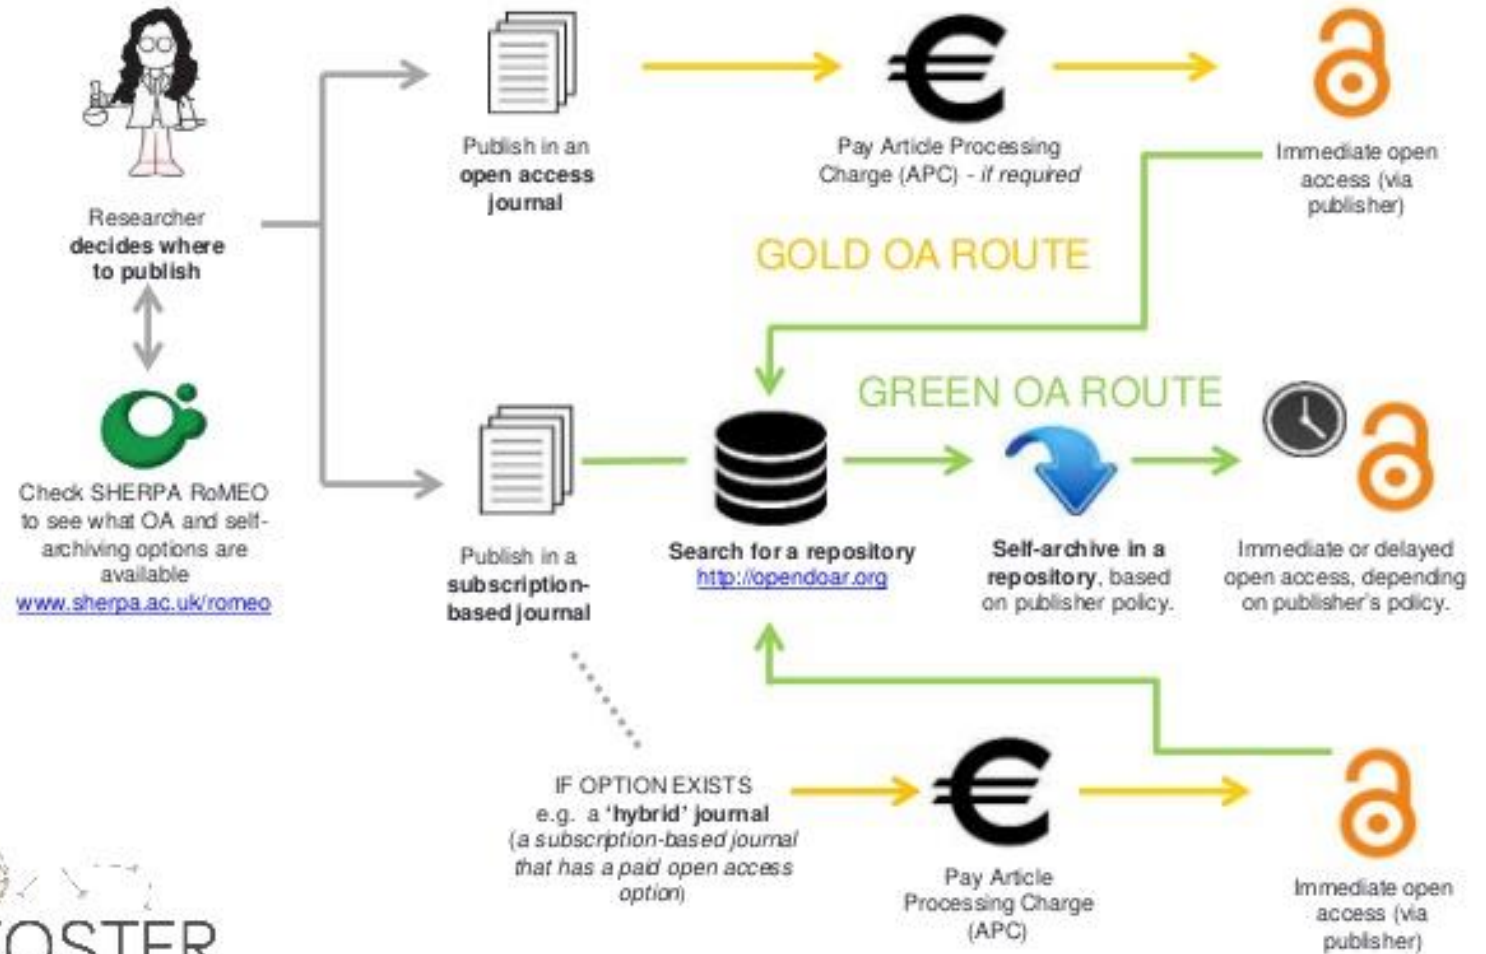 Researcher
decides where
to publish
Check SHERPA RoMEO
to see what OA and self-
archiving options are
available
www.sherpa.ac.uk/romeo
Publish in an
open access
journal
Pay Article Processing
Charge (APC) - if required
Immediate open
access (via
publisher)
GOLD OA ROUTE
GREEN OA ROUTE
Publish in a
subscription-
based journal
Search for a repository
http://opendoar.org
Self-archive in a
repository, based
on publisher policy.
Immediate or delayed
open access, depending
on publisher's policy.
IF OPTION EXISTS
e.g. a 'hybrid' journal
(a subscription-based journal
that has a paid open access
option)
Pay Article
Processing Charge
(APC)
Immediate open
access (via
publisher)
FOSTER